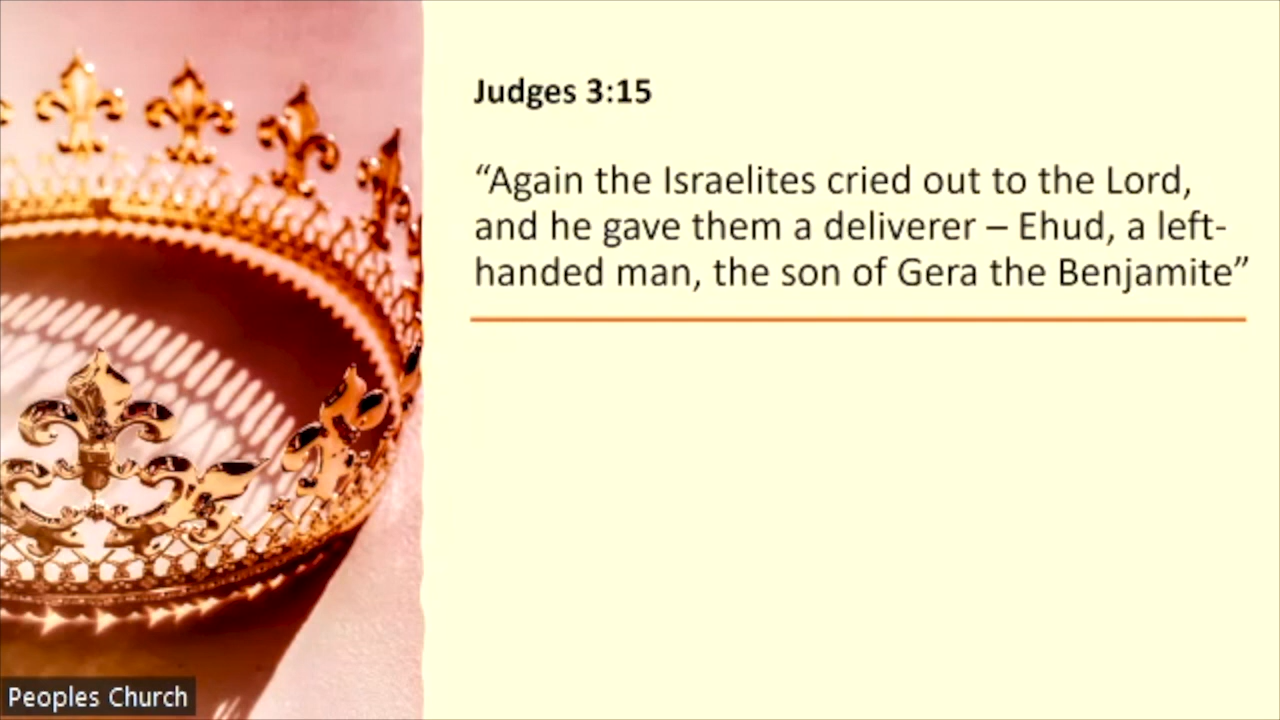 Judges 3:15
“Again the Israelites cried out to the Lord,
and he gave them a deliverer – Ehud, a left-
handed man, the son of Gera the Benjamite”
Peoples Church